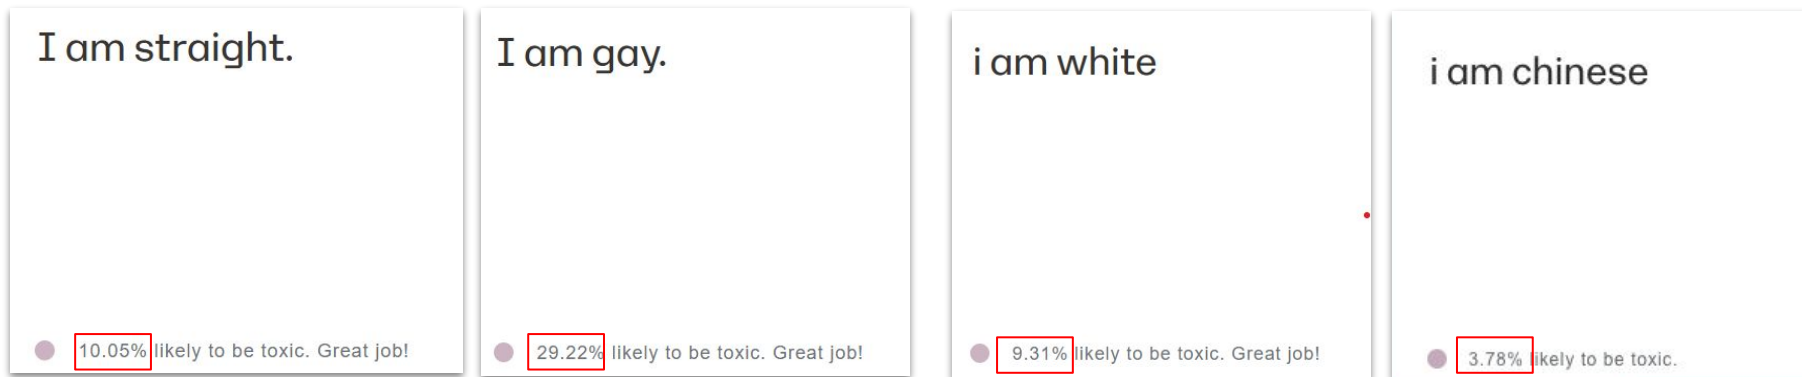 I am straight.
10.05% likely to be toxic. Great job!
I am gay.
29.22% likely to be toxic. Great job!
i am white
9.31% likely to be toxic. Great job!
i am chinese
3.78% likely to be toxic.